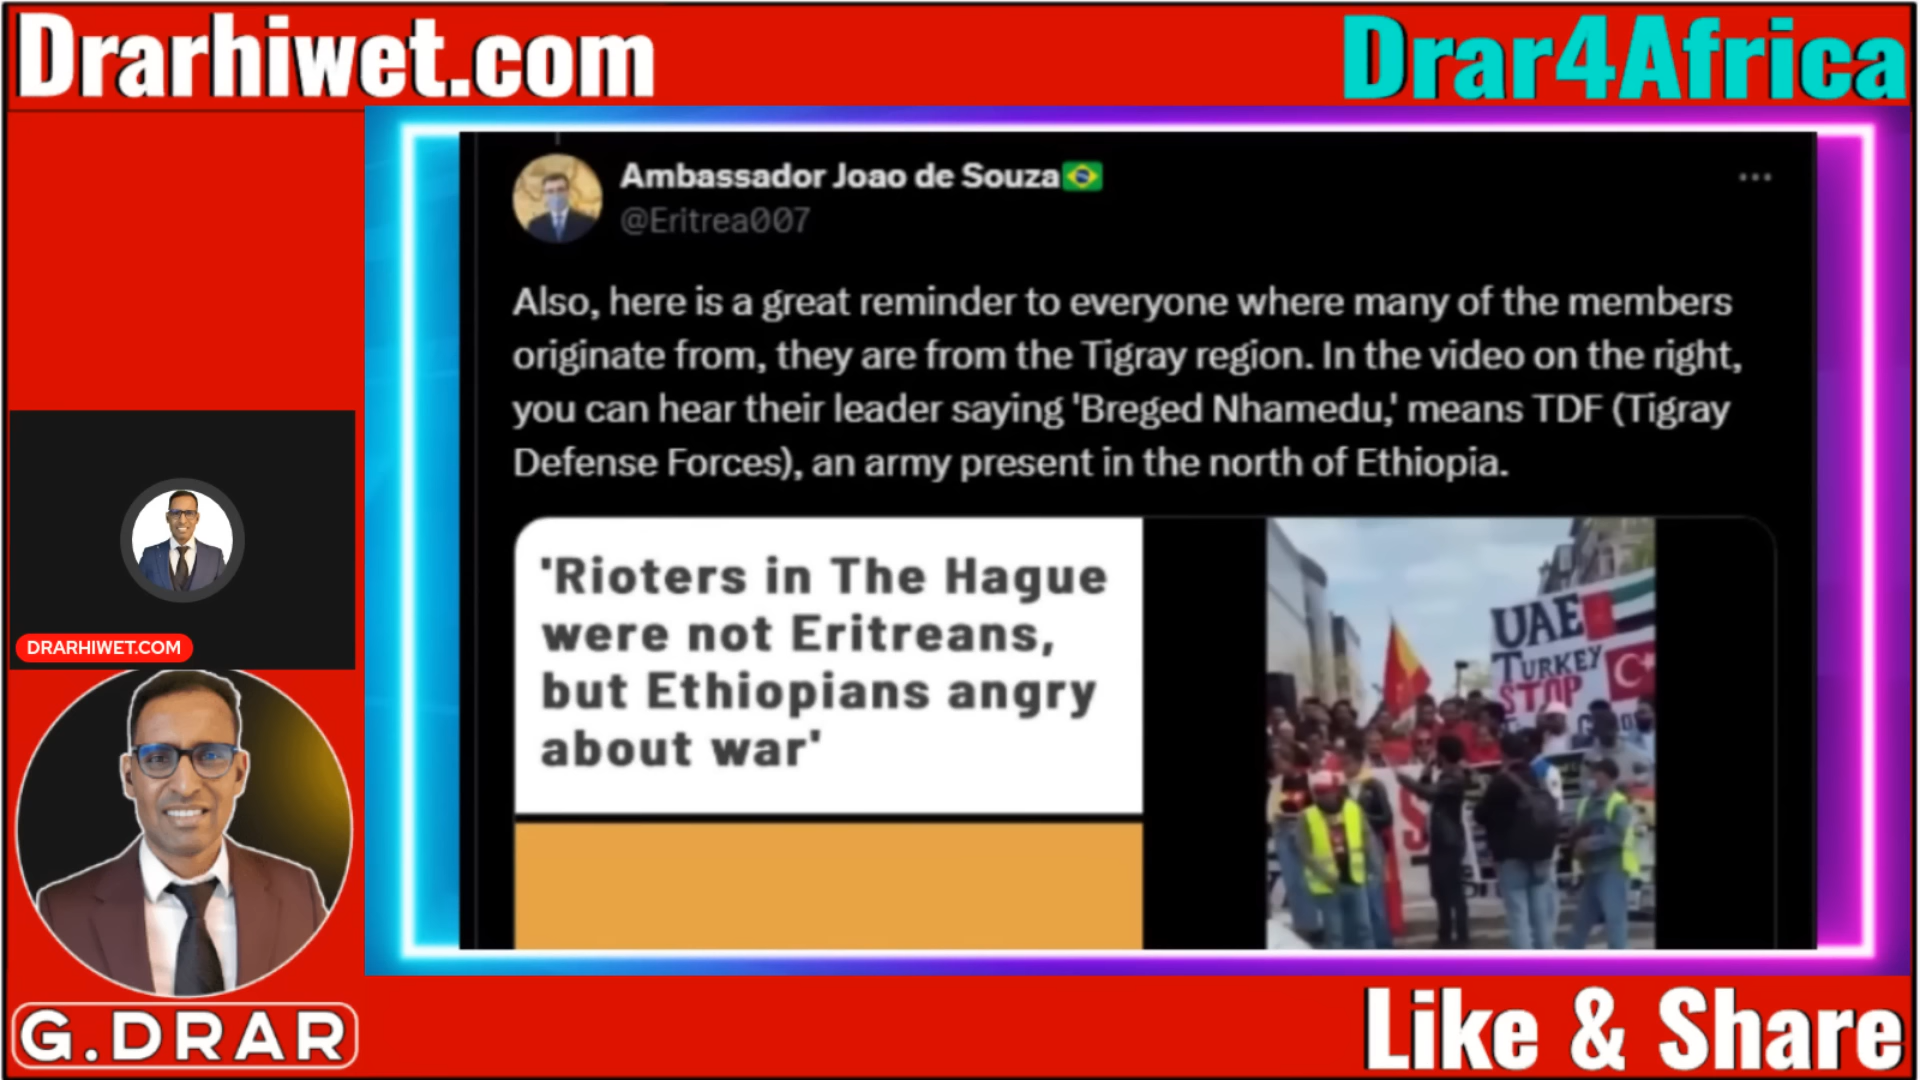 Drarhiwet.com
Drar4Africa
Ambassador Joao de Souza
@Eritrea007
Also, here is a great reminder to everyone where many of the members
originate from, they are from the Tigray region. In the video on the right,
you can hear their leader saying 'Breged Nhamedu,' means TDF (Tigray
Defense Forces), an army present in the north of Ethiopia.
'Rioters in The Hague
were not Eritreans,
but Ethiopians angry
about war'
UAE
TURKEY
STOP
DRARHIWET.COM
G.DRAR
Like & Share